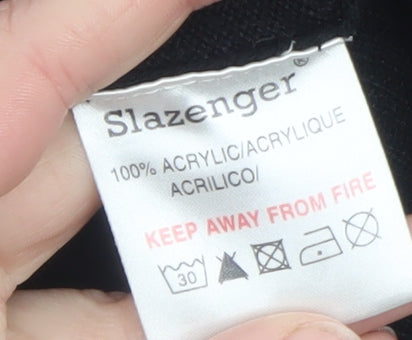 Slazenger®
100% ACRYLIC/ACRYLIQUE
ACRILICO/
KEEP AWAY FROM FIRE
30